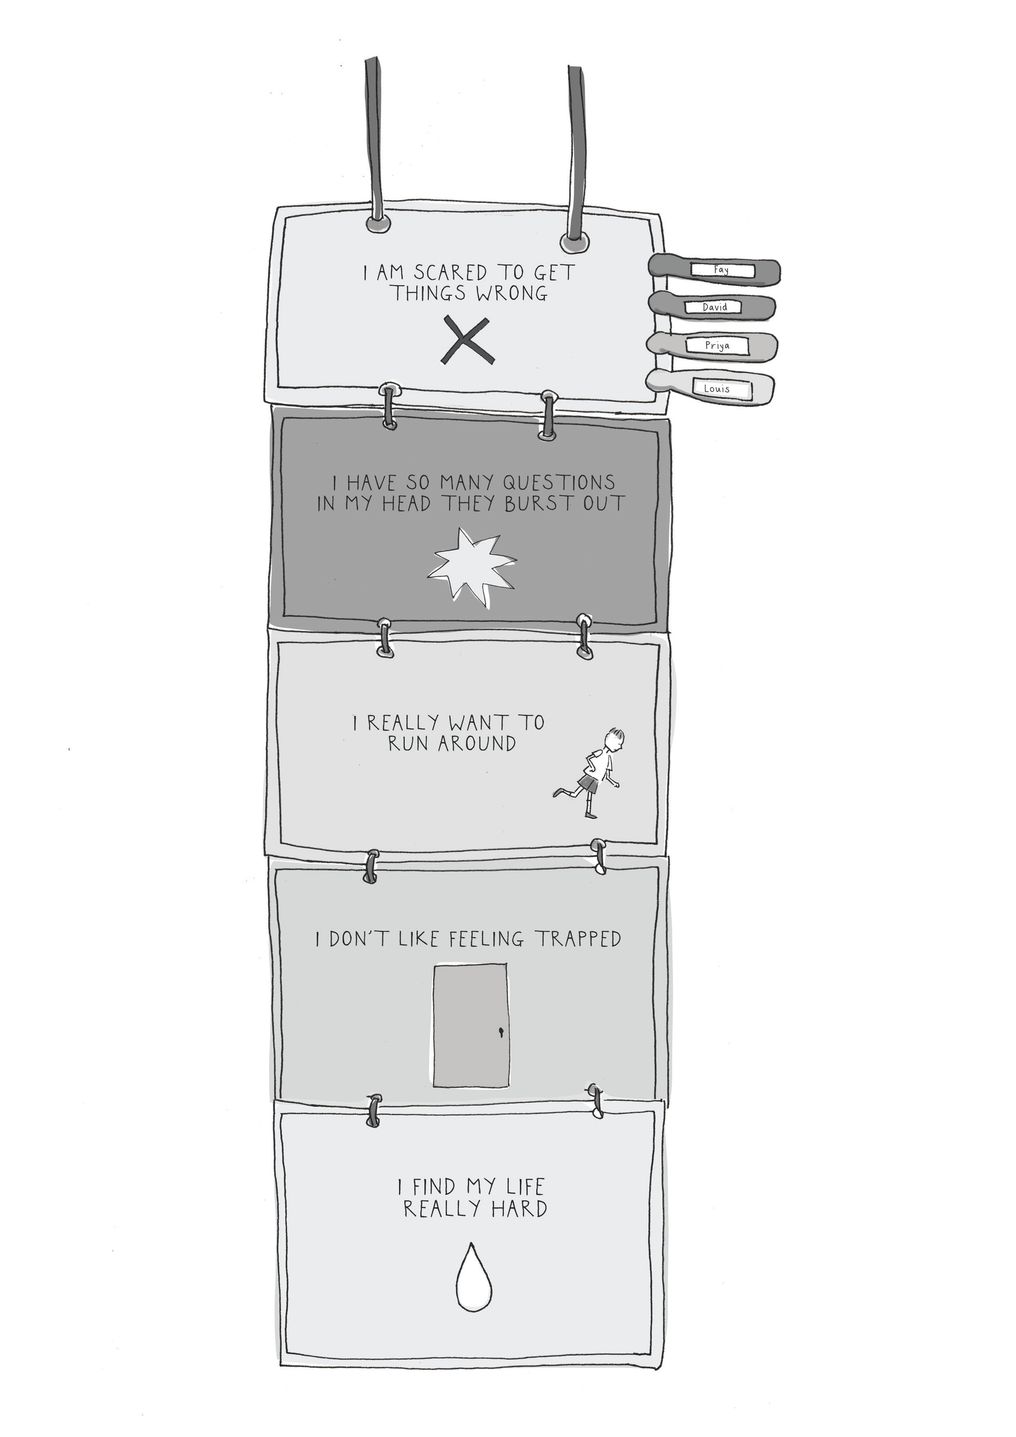 I AM SCARED TO GET
THINGS WRONG
Fay
David
Priya
Louis
I HAVE SO MANY QUESTIONS
IN MY HEAD THEY BURST OUT
I REALLY WANT TO
RUN AROUND
I DON'T LIKE FEELING TRAPPED
I FIND MY LIFE
REALLY HARD